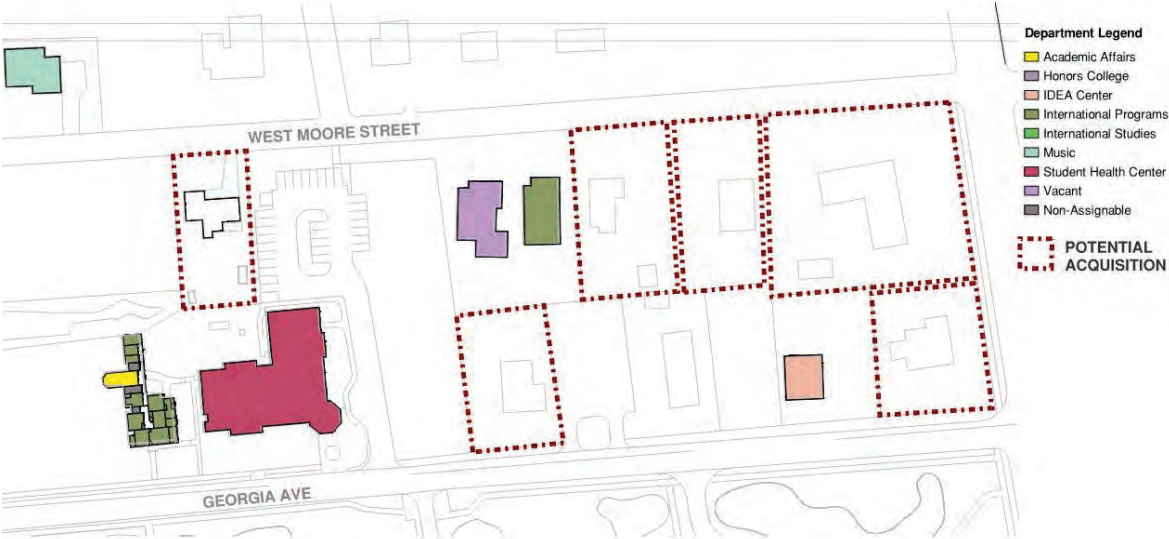 Department Legend
Academic Affairs
Honors College
IDEA Center
International Programs
International Studies
Music
Student Health Center
Vacant
Non-Assignable
POTENTIAL
ACQUISITION
WEST MOORE STREET
GEORGIA AVE